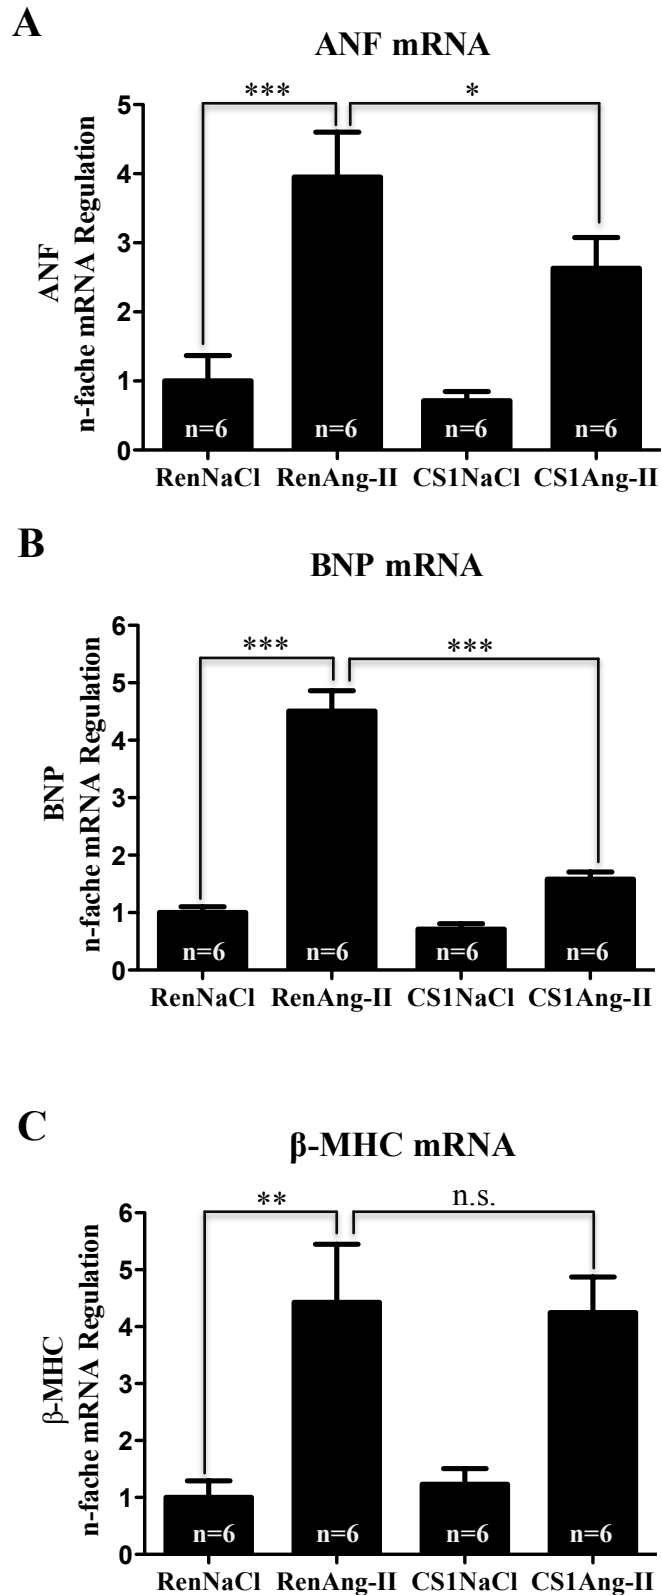 A
ANF mRNA
ANF
n-fache mRNA Regulation
5
4
3
2
1
0
*** *
n=6 n=6 n=6 n=6
RenNaCl RenAng-II CS1NaCl CS1Ang-II
B
BNP mRNA
BNP
n-fache mRNA Regulation
6
5
4
3
2
1
0
*** ***
n=6 n=6 n=6 n=6
RenNaCl RenAng-II CS1NaCl CS1Ang-II
C
β-MHC mRNA
β-MHC
n-fache mRNA Regulation
6
5
4
3
2
1
0
** n.s.
n=6 n=6 n=6 n=6
RenNaCl RenAng-II CS1NaCl CS1Ang-II